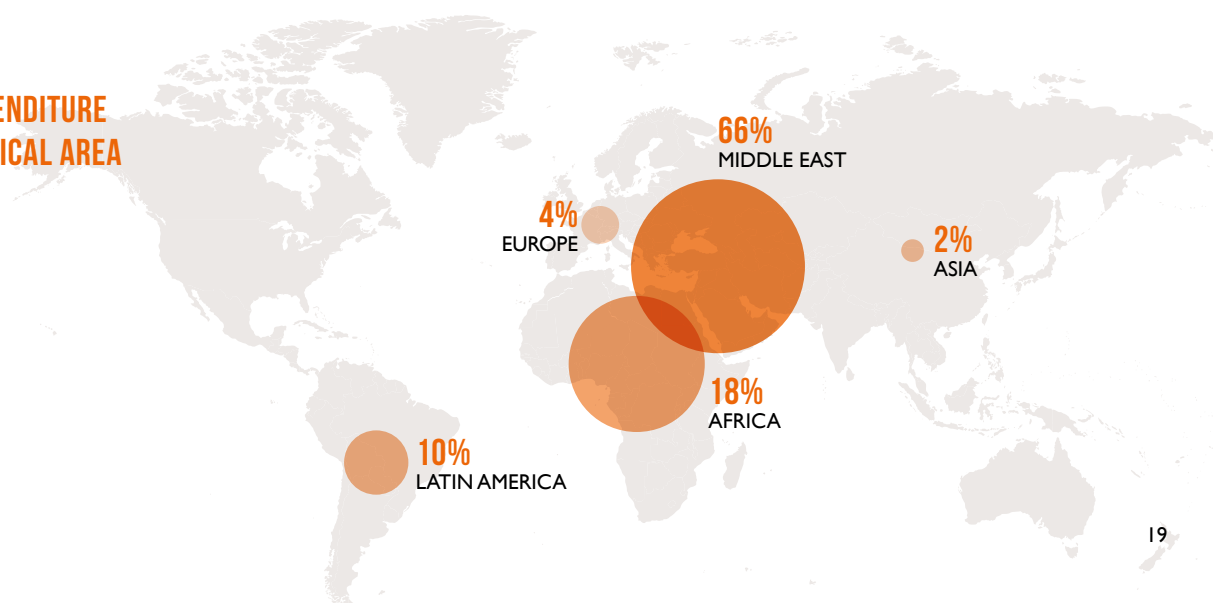 ENDITURE
ICAL AREA
66%
MIDDLE EAST
4%
EUROPE
2%
ASIA
18%
AFRICA
10%
LATIN AMERICA
19